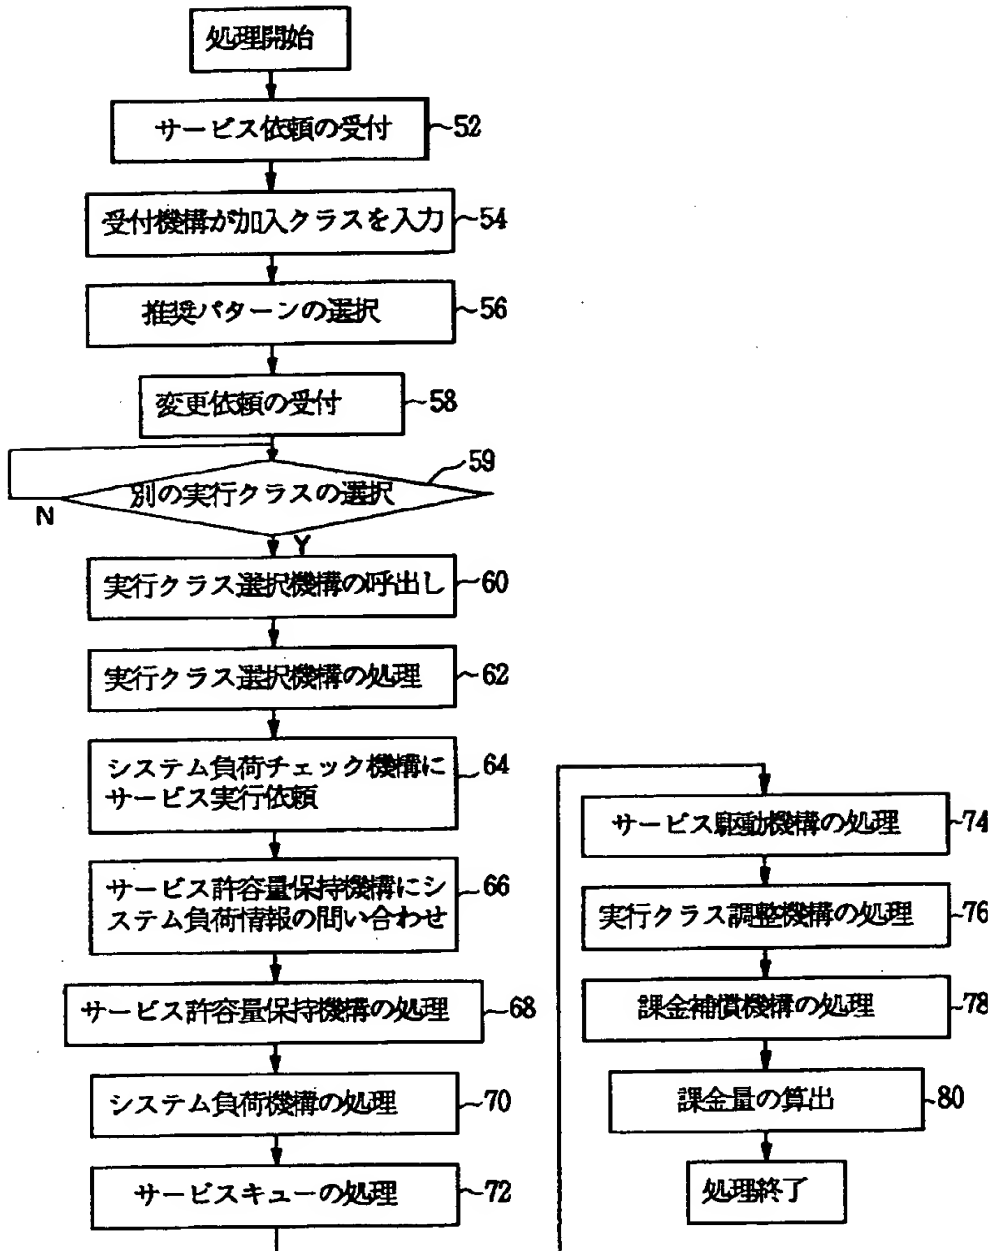 処理開始
サービス依頼の受付
52
受付機構が加入クラスを入力
54
推奨パターンの選択
56
変更依頼の受付
58
別の実行クラスの選択
59
N
Y
実行クラス選択機構の呼出し
60
実行クラス選択機構の処理
62
システム負荷チェック機構に
サービス実行依頼
64
サービス許容量保持機構にシ
ステム負荷情報の問い合わせ
66
サービス許容量保持機構の処理
68
システム負荷機構の処理
70
サービスキューの処理
72
サービス駆動機構の処理
74
実行クラス調整機構の処理
76
課金補償機構の処理
78
課金量の算出
80
処理終了